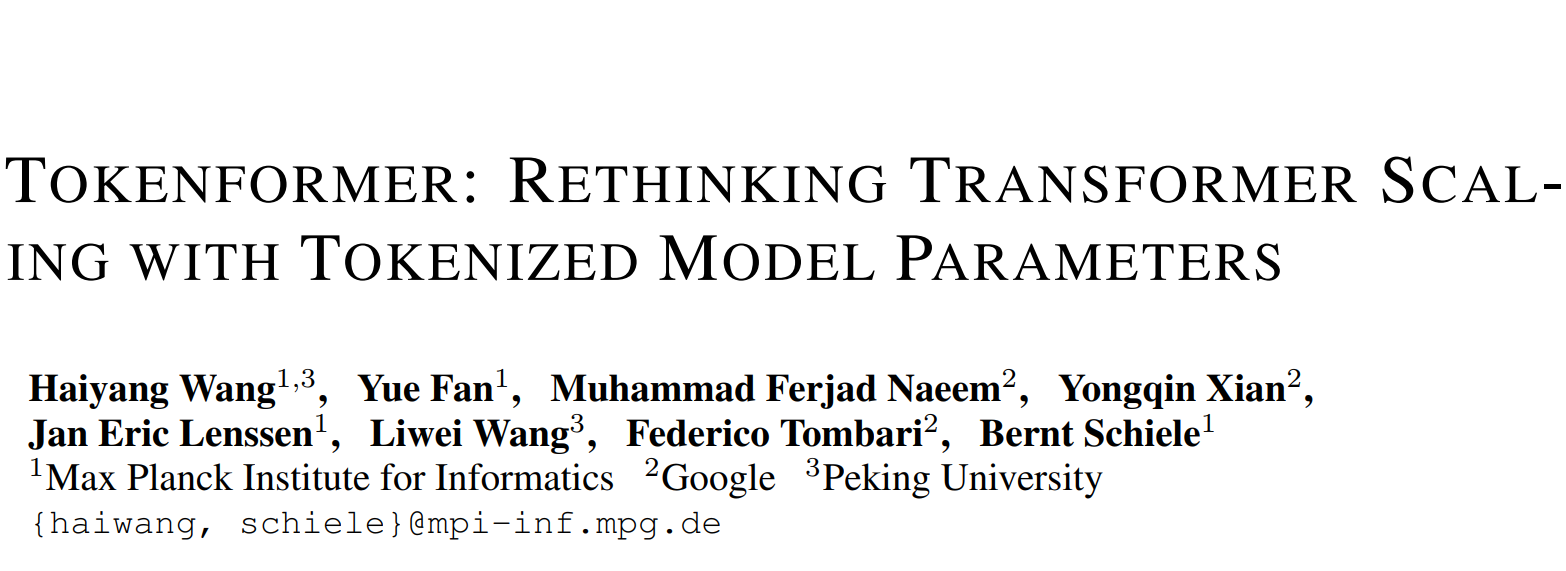 TOKENFORMER: RETHINKING TRANSFORMER SCAL-
ING WITH TOKENIZED MODEL PARAMETERS
Haiyang Wang1,3, Yue Fan1, Muhammad Ferjad Naeem2, Yongqin Xian2,
Jan Eric Lenssen1, Liwei Wang3, Federico Tombari2, Bernt Schiele1
1Max Planck Institute for Informatics 2Google 3Peking University
{haiwang, schiele}@mpi-inf.mpg.de